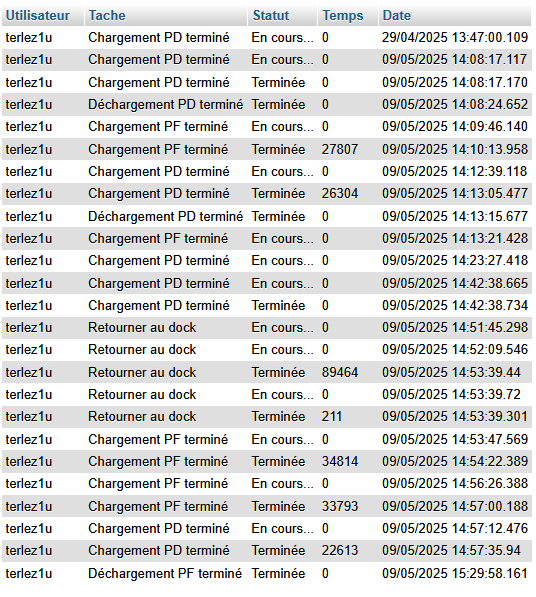 Utilisateur Tache Statut Temps Date
terlez1u Chargement PD terminé En cours... 0 29/04/2025 13:47:00.109
terlez1u Chargement PD terminé En cours... 0 09/05/2025 14:08:17.117
terlez1u Chargement PD terminé Terminée 0 09/05/2025 14:08:17.170
terlez1u Déchargement PD terminé Terminée 0 09/05/2025 14:08:24.652
terlez1u Chargement PF terminé En cours... 0 09/05/2025 14:09:46.140
terlez1u Chargement PF terminé Terminée 27807 09/05/2025 14:10:13.958
terlez1u Chargement PD terminé En cours... 0 09/05/2025 14:12:39.118
terlez1u Chargement PD terminé Terminée 26304 09/05/2025 14:13:05.477
terlez1u Déchargement PD terminé Terminée 0 09/05/2025 14:13:15.677
terlez1u Chargement PF terminé En cours... 0 09/05/2025 14:13:21.428
terlez1u Chargement PD terminé En cours... 0 09/05/2025 14:23:27.418
terlez1u Chargement PD terminé En cours... 0 09/05/2025 14:42:38.665
terlez1u Chargement PD terminé Terminée 0 09/05/2025 14:42:38.734
terlez1u Retourner au dock En cours... 0 09/05/2025 14:51:45.298
terlez1u Retourner au dock En cours... 0 09/05/2025 14:52:09.546
terlez1u Retourner au dock Terminée 89464 09/05/2025 14:53:39.44
terlez1u Retourner au dock En cours... 0 09/05/2025 14:53:39.72
terlez1u Retourner au dock Terminée 211 09/05/2025 14:53:39.301
terlez1u Chargement PF terminé En cours... 0 09/05/2025 14:53:47.569
terlez1u Chargement PF terminé Terminée 34814 09/05/2025 14:54:22.389
terlez1u Chargement PF terminé En cours... 0 09/05/2025 14:56:26.388
terlez1u Chargement PF terminé Terminée 33793 09/05/2025 14:57:00.188
terlez1u Chargement PD terminé En cours... 0 09/05/2025 14:57:12.476
terlez1u Chargement PD terminé Terminée 22613 09/05/2025 14:57:35.94
terlez1u Déchargement PF terminé Terminée 0 09/05/2025 15:29:58.161